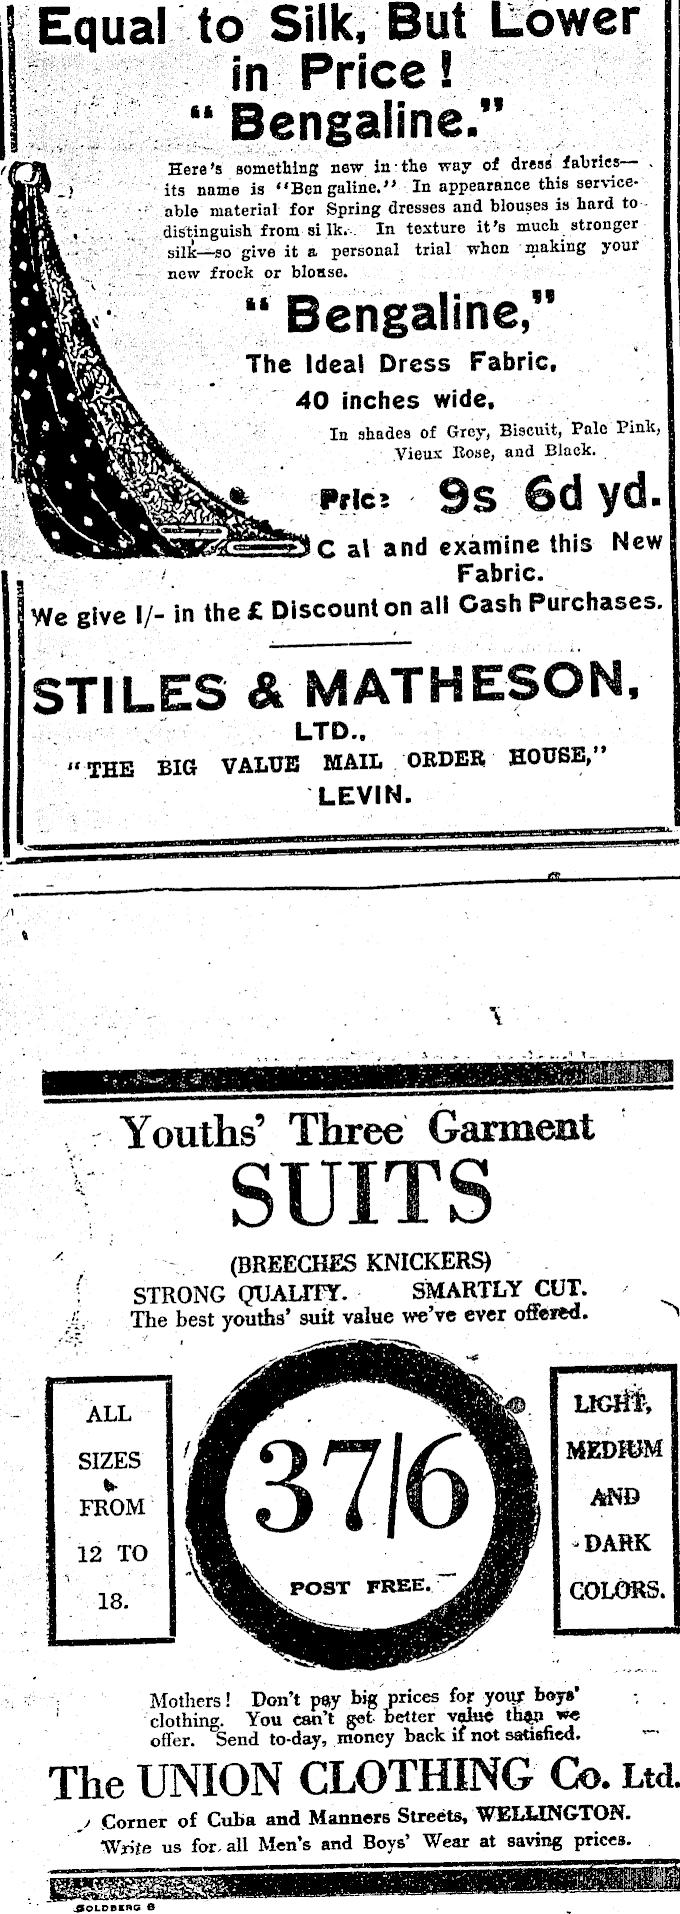 Equal to Silk, But Lower
in Price!
" Bengaline."
Here's something new in the way of dress fabrics—
its name is "Ben galine." In appearance this service-
able material for Spring dresses and blouses is hard to
distinguish from si lk. In texture it's much stronger
silk—so give it a personal trial when making your
new frock or blouse.
" Bengaline,"
The Ideal Dress Fabric,
40 inches wide,
In shades of Grey, Biscuit, Pale Pink,
Vieux Rose, and Black.
Price 9s 6d yd.
C al and examine this New
Fabric.
We give 1/- in the £ Discount on all Cash Purchases.
STILES & MATHESON,
LTD.,
"THE BIG VALUE MAIL ORDER HOUSE,"
LEVIN.
Youths' Three Garment
SUITS
(BREECHES KNICKERS)
STRONG QUALITY. SMARTLY CUT.
The best youths' suit value we've ever offered.
ALL
SIZES
FROM
12 TO
18.
37/6
POST FREE.
LIGHT,
MEDIUM
AND
DARK
COLORS.
Mothers! Don't pay big prices for your boys'
clothing. You can't get better value than we
offer. Send to-day, money back if not satisfied.
The UNION CLOTHING Co. Ltd.
Corner of Cuba and Manners Streets, WELLINGTON.
Write us for all Men's and Boys' Wear at saving prices.
GOLDBERG 6